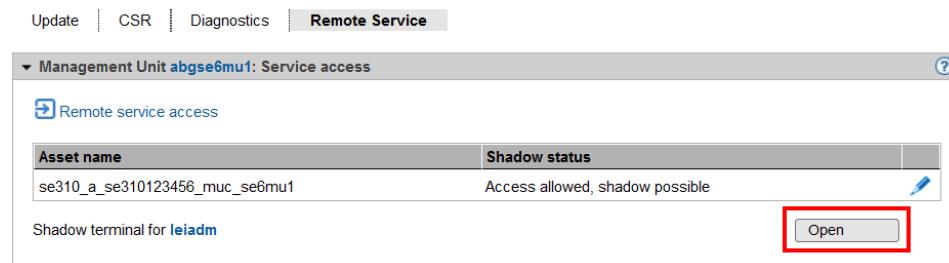 Update CSR Diagnostics Remote Service
Management Unit abgse6mu1: Service access ?
Remote service access
Asset name Shadow status
se310_a_se310123456_muc_se6mu1 Access allowed, shadow possible
Shadow terminal for leiadm Open